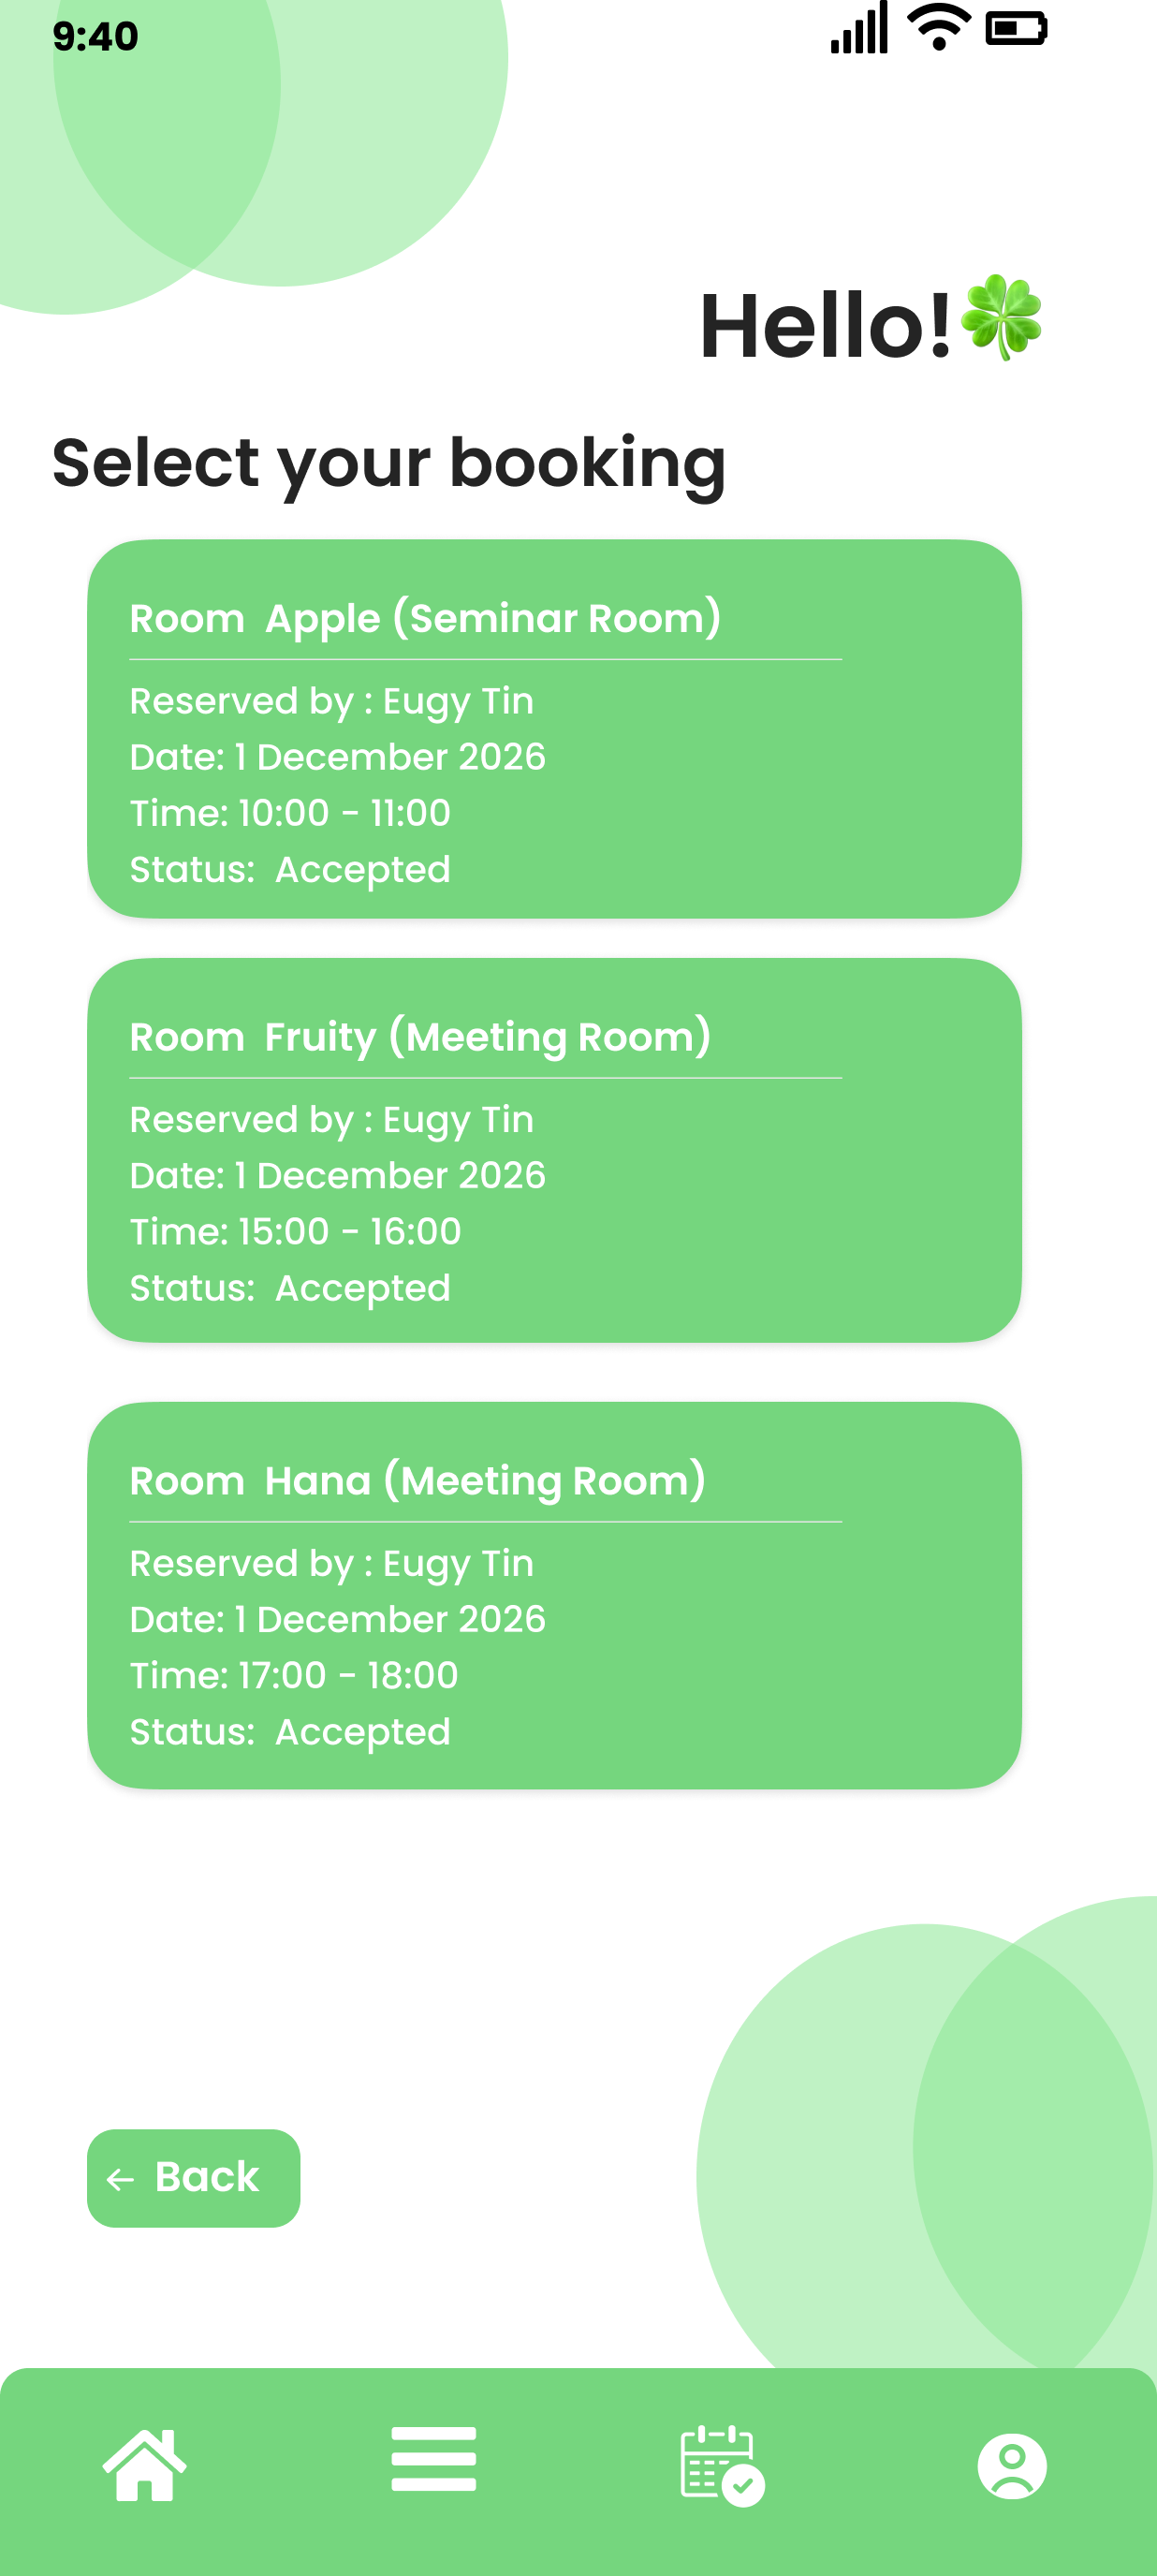 9:40
Hello!🍀
Select your booking
Room  Apple (Seminar Room)
Reserved by : Eugy Tin
Date: 1 December 2026
Time: 10:00 - 11:00
Status:  Accepted
Room  Fruity (Meeting Room)
Reserved by : Eugy Tin
Date: 1 December 2026
Time: 15:00 - 16:00
Status:  Accepted
Room  Hana (Meeting Room)
Reserved by : Eugy Tin
Date: 1 December 2026
Time: 17:00 - 18:00
Status:  Accepted
Back